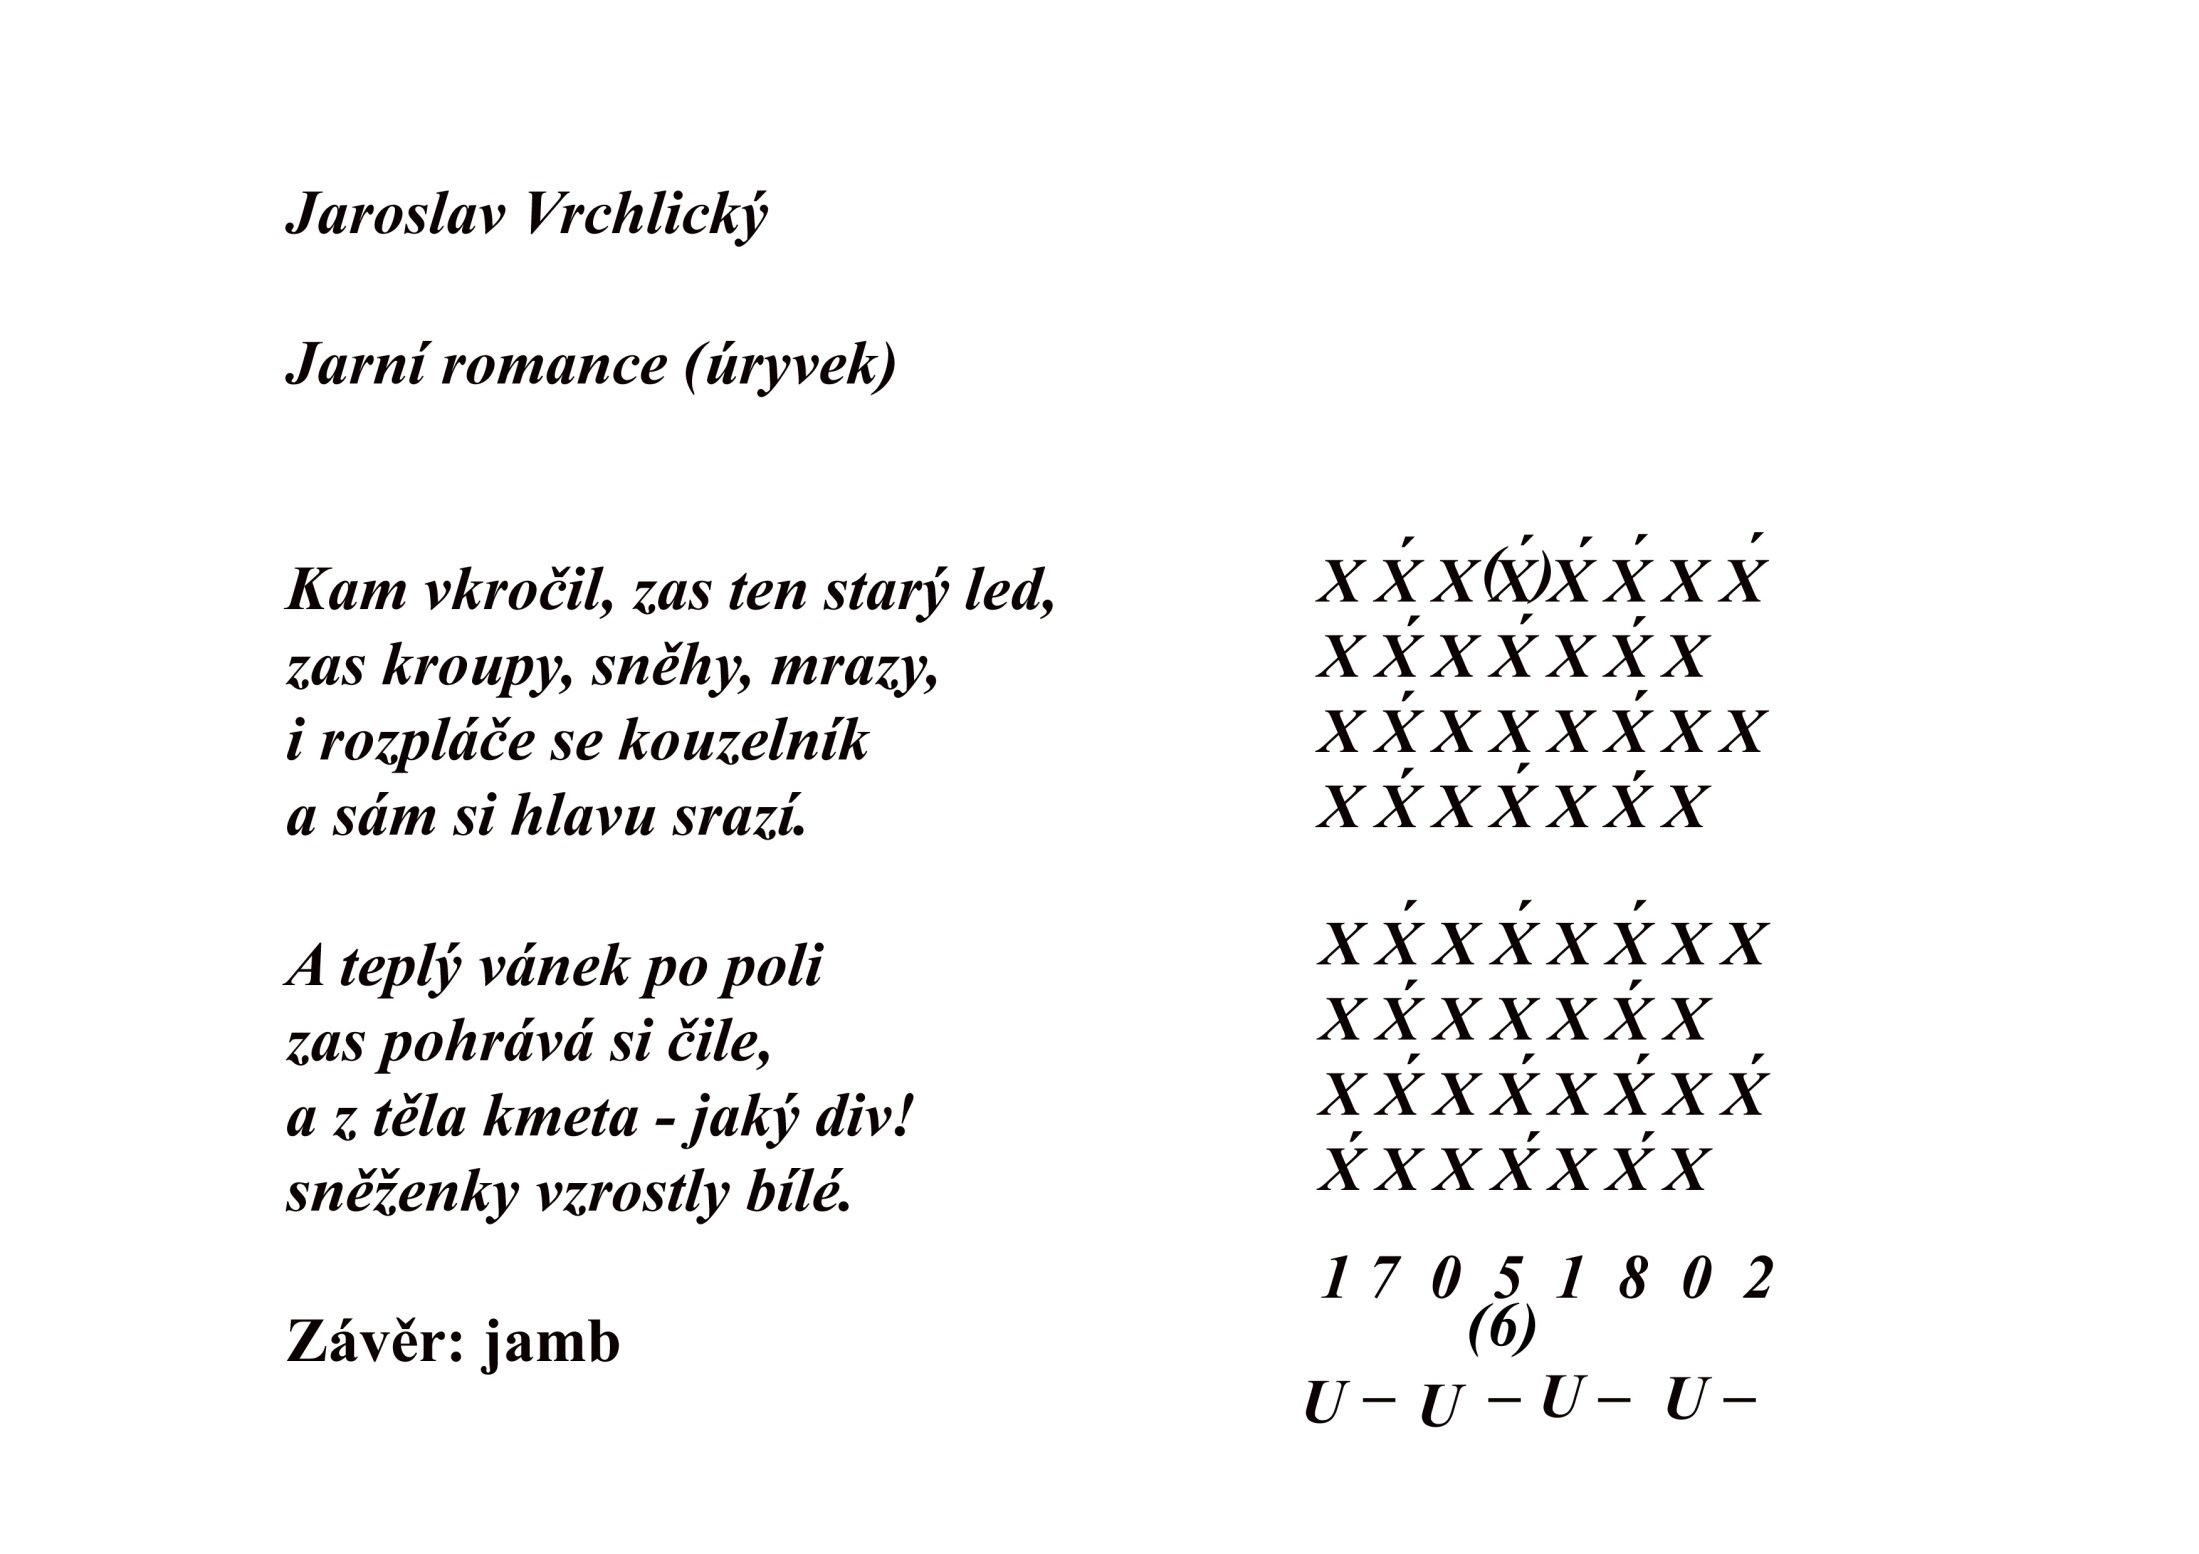 Jaroslav Vrchlický
Jarní romance (úryvek)
Kam vkročil, zas ten starý led, X X́ X (X́) X́ X́ X X́
zas kroupy, sněhy, mrazy, X X́ X X́ X X́ X
i rozpláče se kouzelník X X́ X X X X́ X X
a sám si hlavu srazí. X X́ X X́ X X́ X
A teplý vánek po poli X X́ X X́ X X́ X X
zas pohrává si čile, X X́ X X X X́ X
a z těla kmeta - jaký div! X X́ X X́ X X́ X X́
sněženky vzrostly bílé. X́ X X X́ X X́ X
1 7 0 5 1 8 0 2
(6)
Závěr: jamb
U – U – U – U –